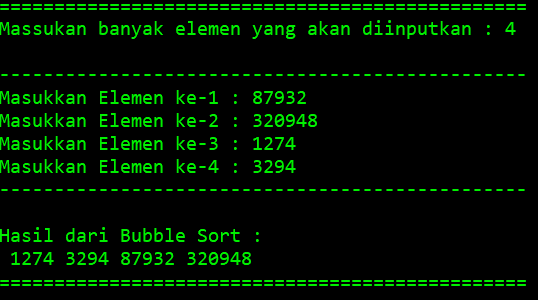 ================================================
Massukan banyak elemen yang akan diinputkan : 4
------------------------------------------------
Masukkan Elemen ke-1 : 87932
Masukkan Elemen ke-2 : 320948
Masukkan Elemen ke-3 : 1274
Masukkan Elemen ke-4 : 3294
------------------------------------------------
Hasil dari Bubble Sort :
1274 3294 87932 320948
================================================